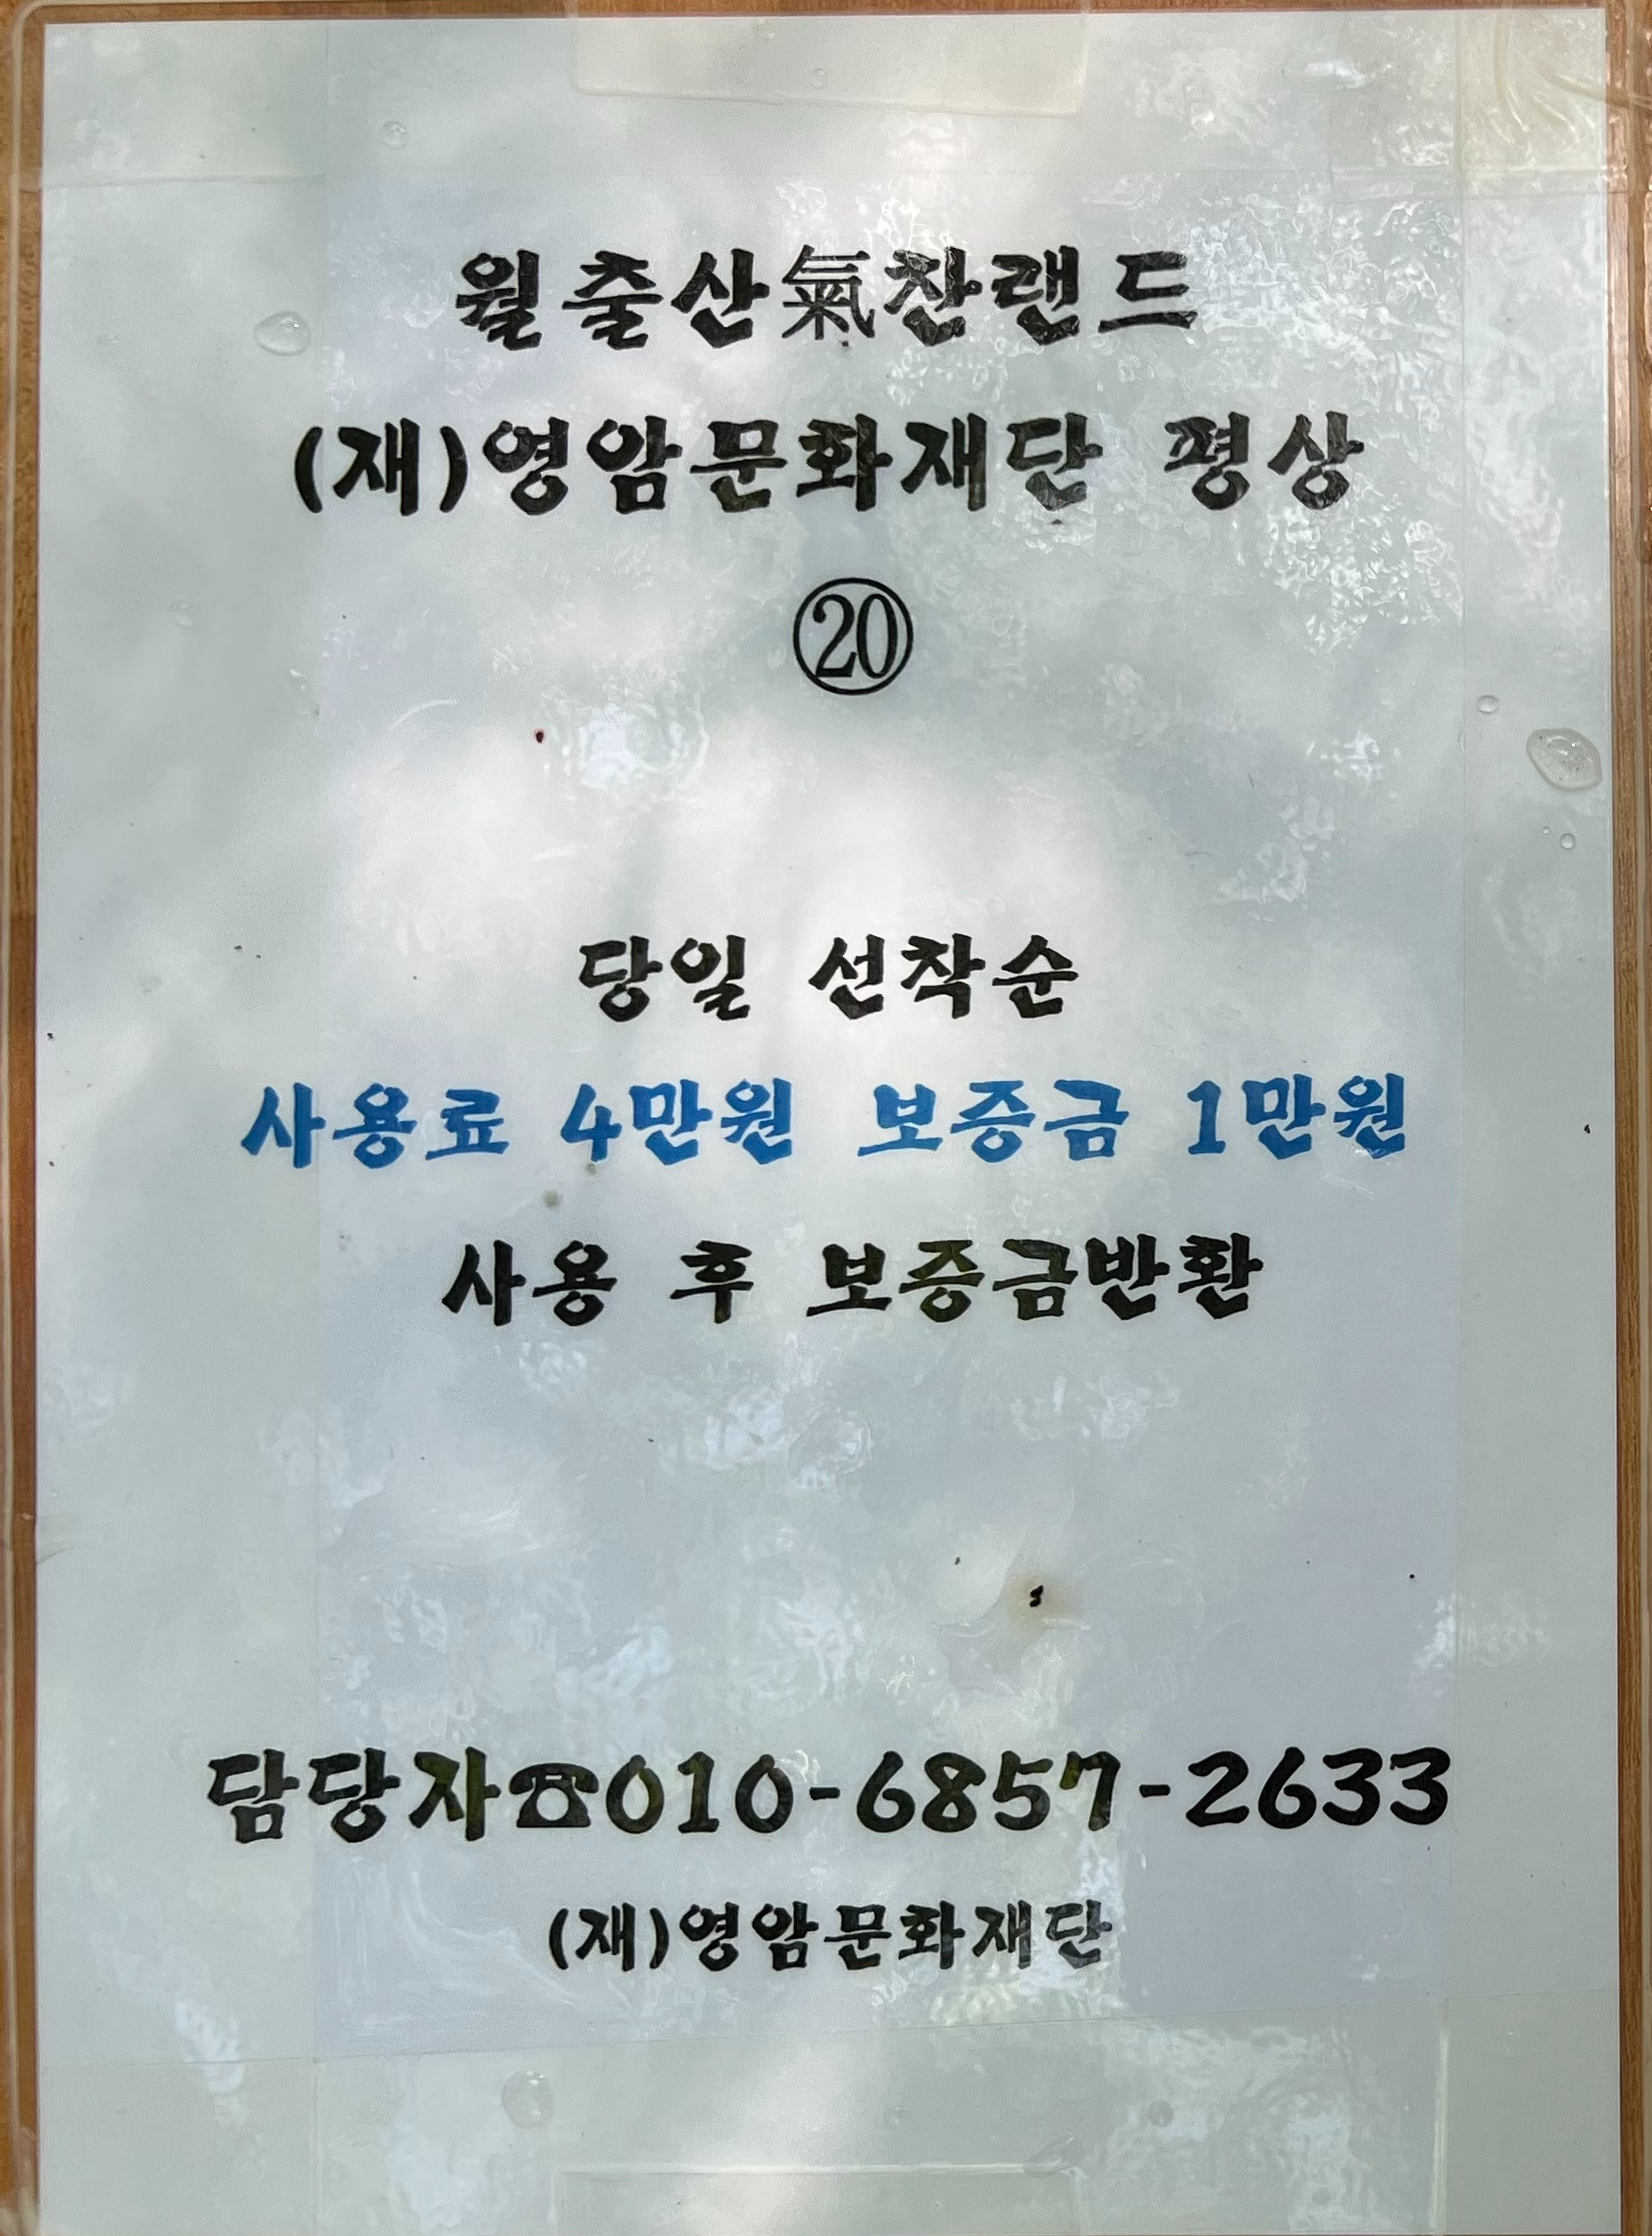 월출산氣찬랜드
(재)영암문화재단 평상
⑳
당일 선착순
사용료 4만원 보증금 1만원
사용 후 보증금반환
담당자☎010-6857-2633
(재)영암문화재단